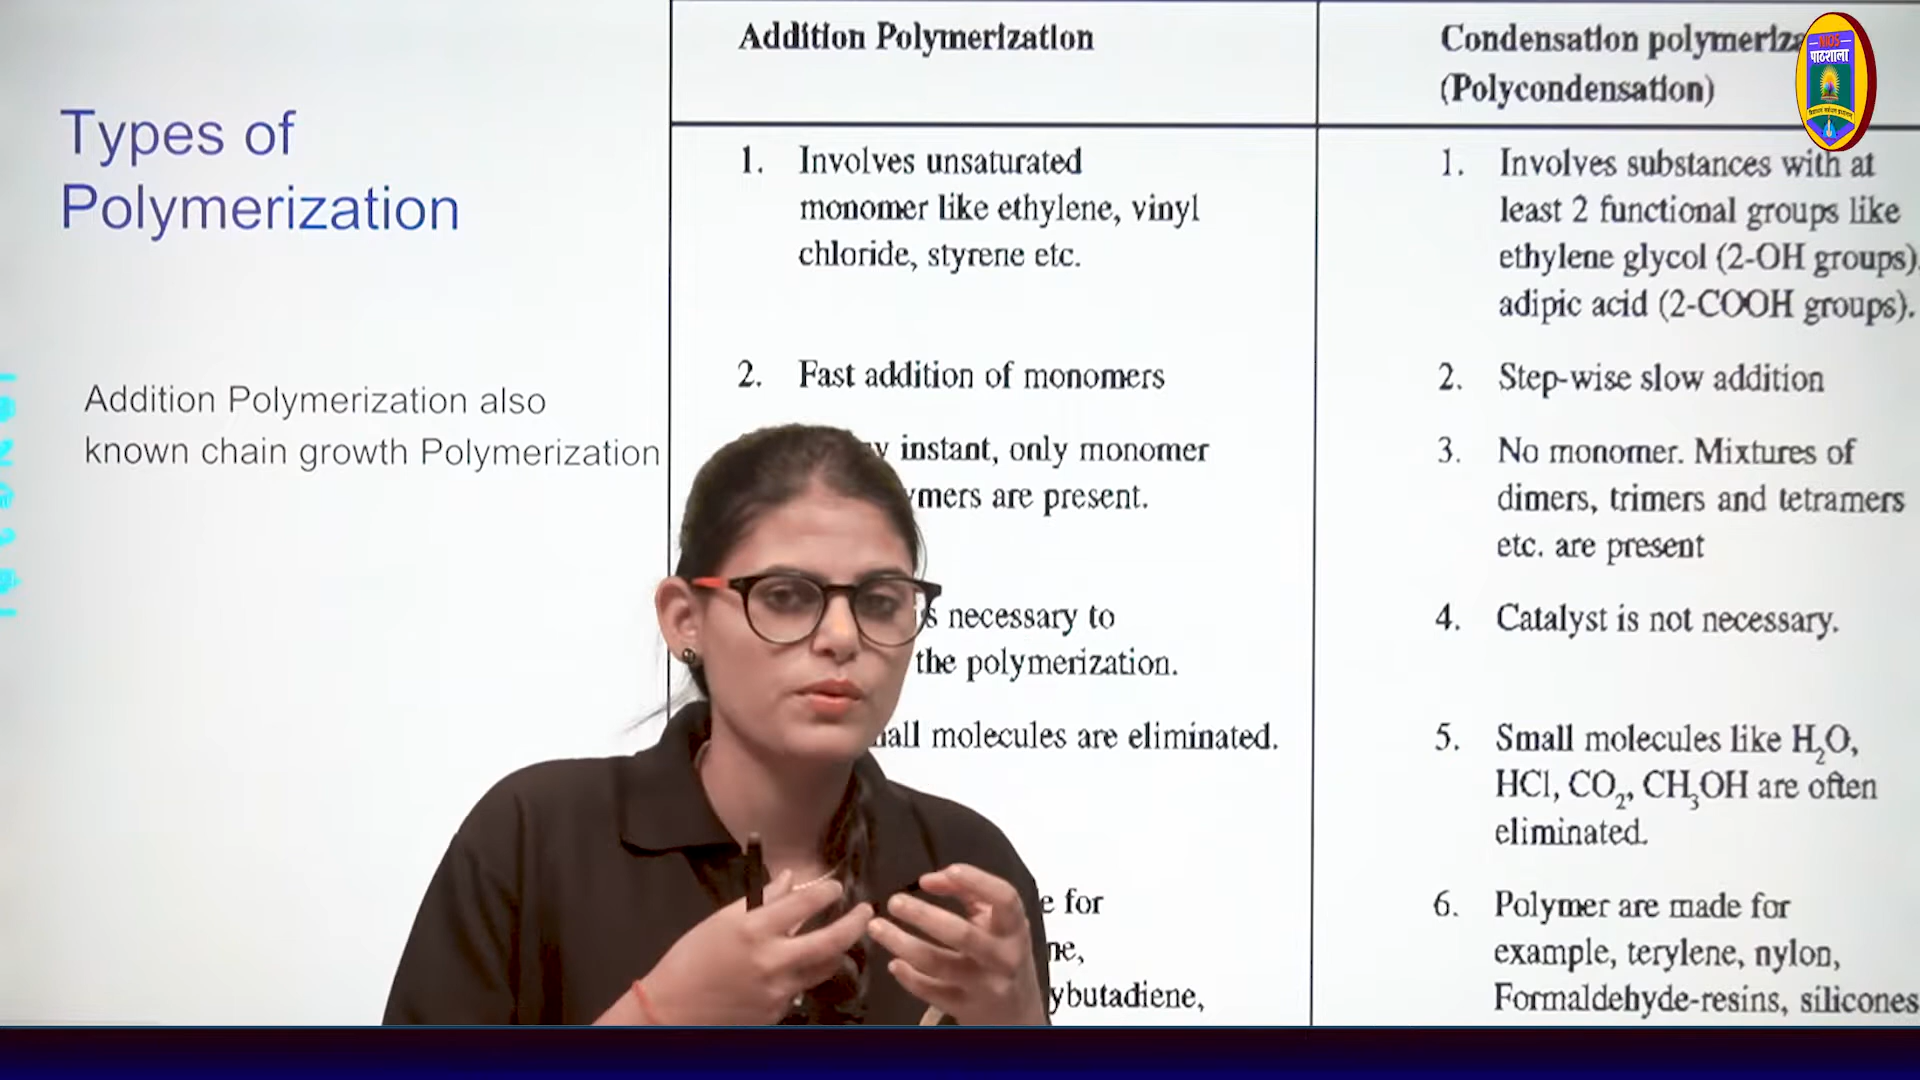 Types of
Polymerization
Addition Polymerization also
known chain growth Polymerization
Addition Polymerization
1. Involves unsaturated
monomer like ethylene, vinyl
chloride, styrene etc.
2. Fast addition of monomers
instant, only monomer
are present.
necessary to
the polymerization.
molecules are eliminated.
for
Condensation
(Polycondensation)
1. Involves substances with at
least 2 functional groups like
ethylene glycol (2-OH groups)
adipic acid (2-COOH groups).
2. Step-wise slow addition
3. No monomer. Mixtures of
dimers, trimers and tetramers
etc. are present
4. Catalyst is not necessary.
5. Small molecules like H₂O,
HCl, CO₂, CH₃OH are often
eliminated.
6. Polymer are made for
example, terylene, nylon,
Formaldehyde-resins, silicones
NIOS
पाठशाला